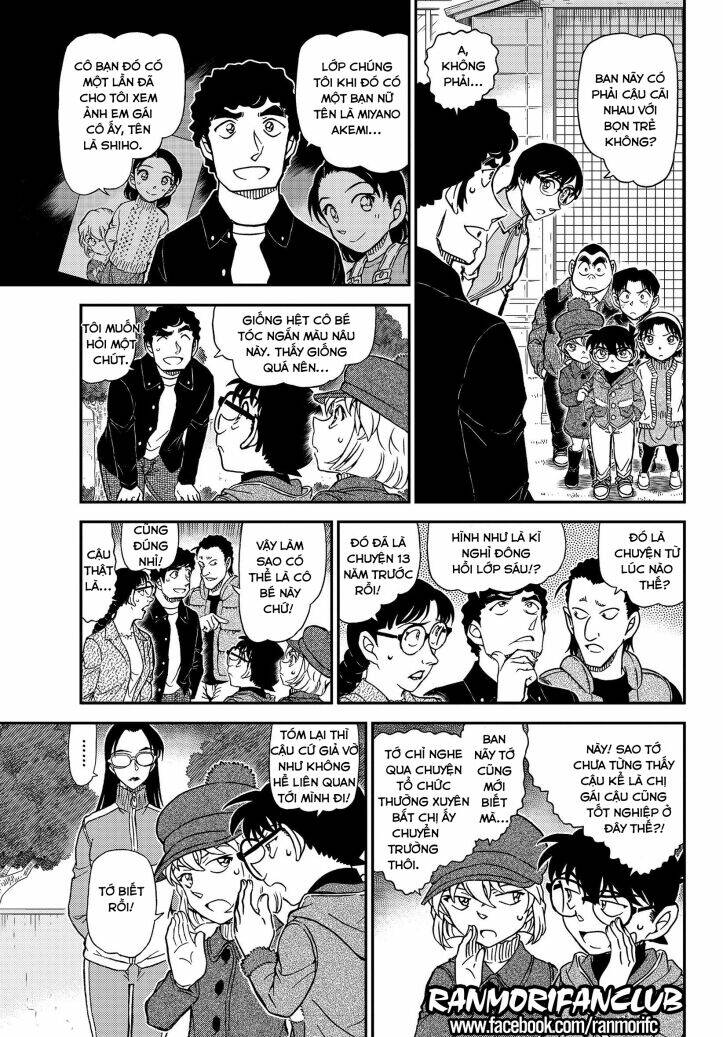 BAN NÃY CÓ
PHẢI CẬU CÃI
NHAU VỚI
BỌN TRẺ
KHÔNG?
A,
KHÔNG
PHẢI...
LỚP CHÚNG
TÔI KHI ĐÓ CÓ
MỘT BẠN NỮ
TÊN LÀ MIYANO
AKEMI...
CÔ BẠN ĐÓ CÓ
MỘT LẦN ĐÃ
CHO TÔI XEM
ẢNH EM GÁI
CÔ ẤY, TÊN
LÀ SHIHO.
GIỐNG HỆT CÔ BÉ
TÓC NGẮN MÀU NÂU
NÀY. THẤY GIỐNG
QUÁ NÊN...
TÔI MUỐN
HỎI MỘT
CHÚT.
ĐÓ LÀ
CHUYỆN TỪ
LÚC NÀO
THẾ?
HÌNH NHƯ LÀ KÌ
NGHỈ ĐÔNG
HỒI LỚP SÁU?
ĐÓ ĐÃ LÀ
CHUYỆN 13
NĂM TRƯỚC
RỒI!
VẬY LÀM
SAO CÓ
THỂ LÀ CÔ
BÉ NÀY
CHỨ!
CŨNG
ĐÚNG
NHỈ!
CẬU
THẬT
LÀ...
NÀY! SAO TỚ
CHƯA TỪNG THẤY
CẬU KỂ LÀ CHỊ
GÁI CẬU CŨNG
TỐT NGHIỆP Ở
ĐÂY THẾ?!
BAN
NÃY TỚ
CŨNG
MỚI
BIẾT
MÀ...
TỚ CHỈ NGHE
QUA CHUYỆN
TỔ CHỨC
THƯỜNG XUYÊN
BẮT CHỊ ẤY
CHUYỂN
TRƯỜNG
THÔI.
TÓM LẠI THÌ
CẬU CỨ GIẢ VỜ
NHƯ KHÔNG
HỀ LIÊN QUAN
TỚI MÌNH ĐI!
TỚ BIẾT
RỒI!
......
RANMORIFANCLUB
www.facebook.com/ranmorifc